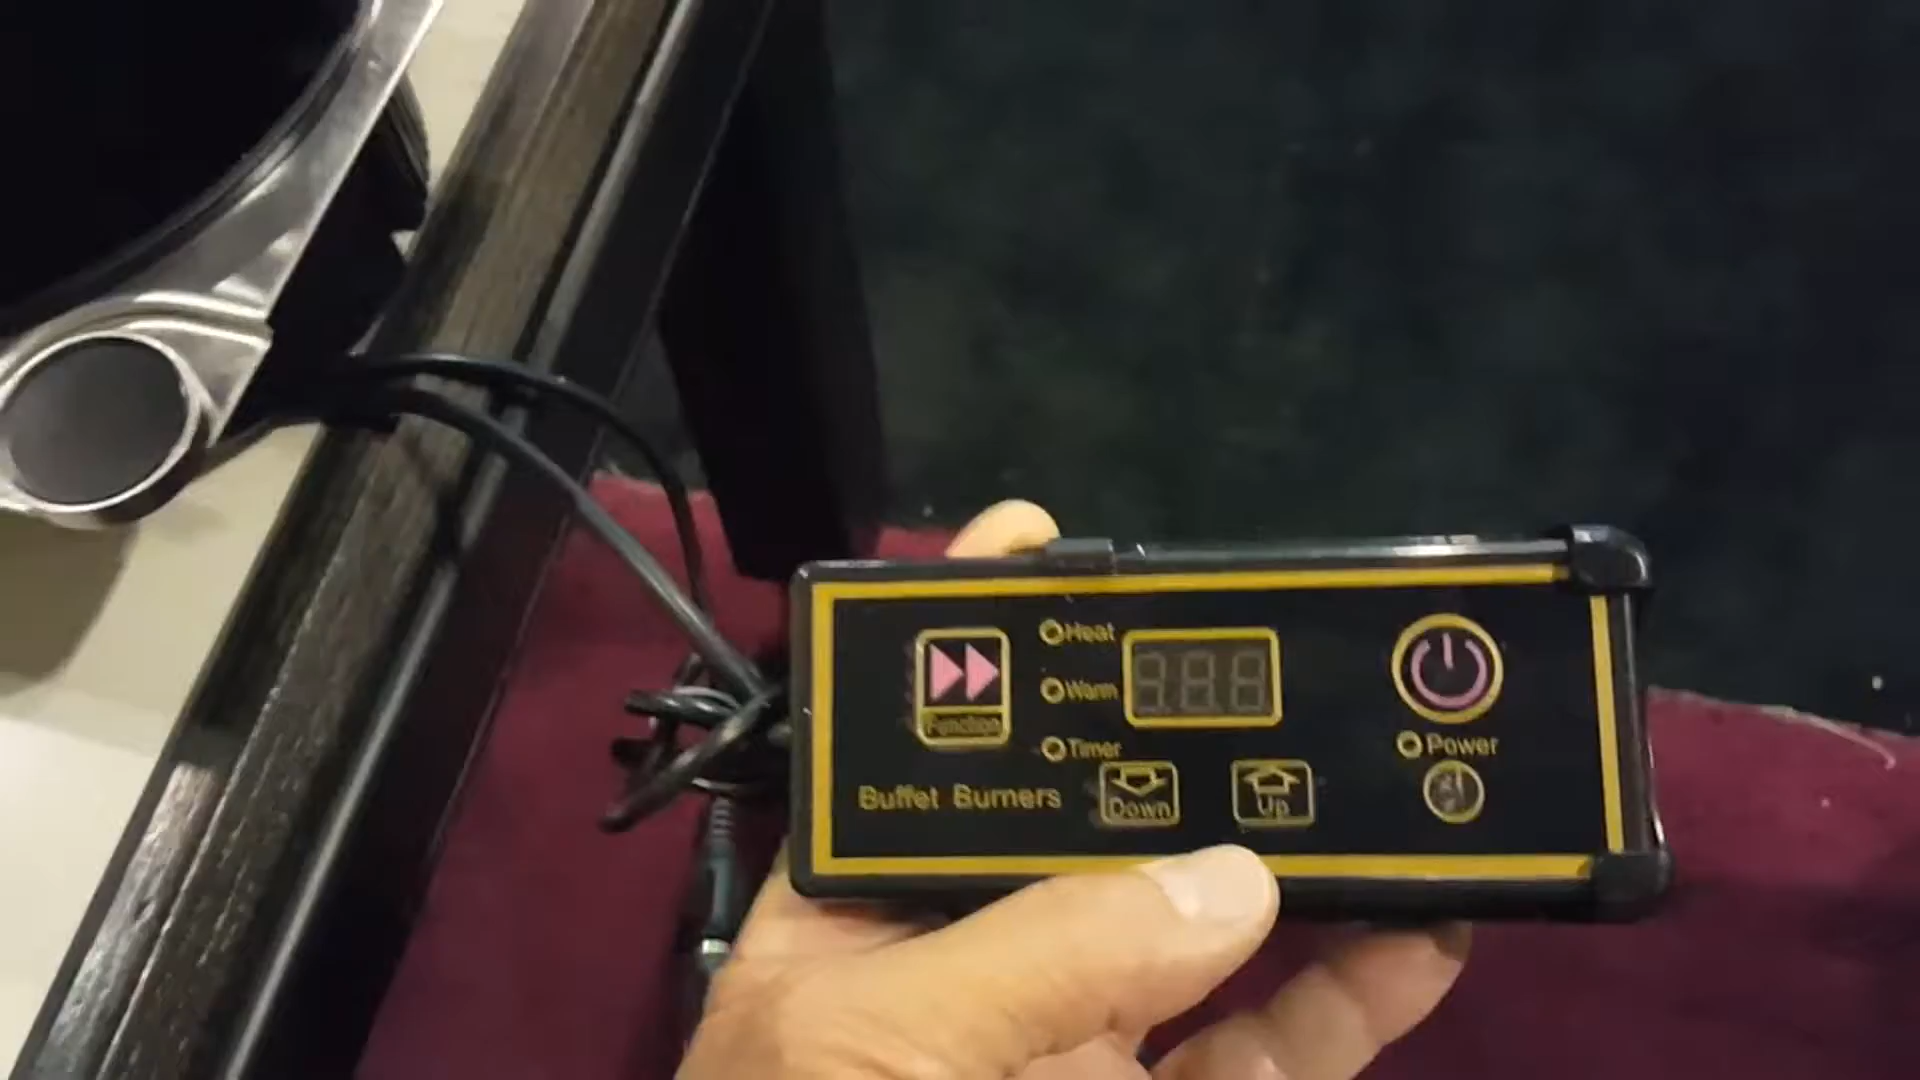 Heat
Warm
Function
Timer
Power
Buffet Burners
Down
Up